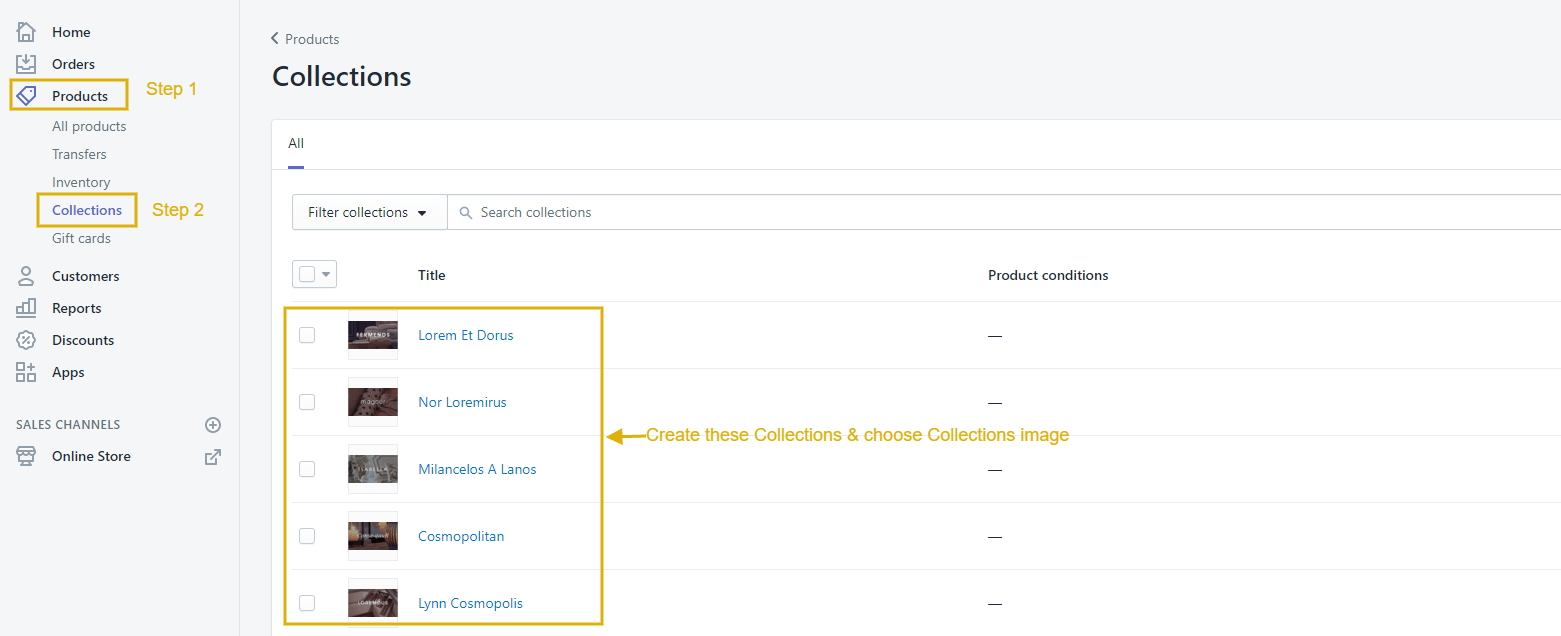 Home
Orders
Products
Step 1
All products
Transfers
Inventory
Collections
Step 2
Gift cards
Customers
Reports
Discounts
Apps
SALES CHANNELS
Online Store
Products
Collections
All
Filter collections
Search collections
Title
Product conditions
FERMENDS
Lorem Et Dorus
—
magoor
Nor Loremirus
—
Create these Collections & choose Collections image
Milancelos A Lanos
—
Cosmopolitan
—
Lynn Cosmopolis
—